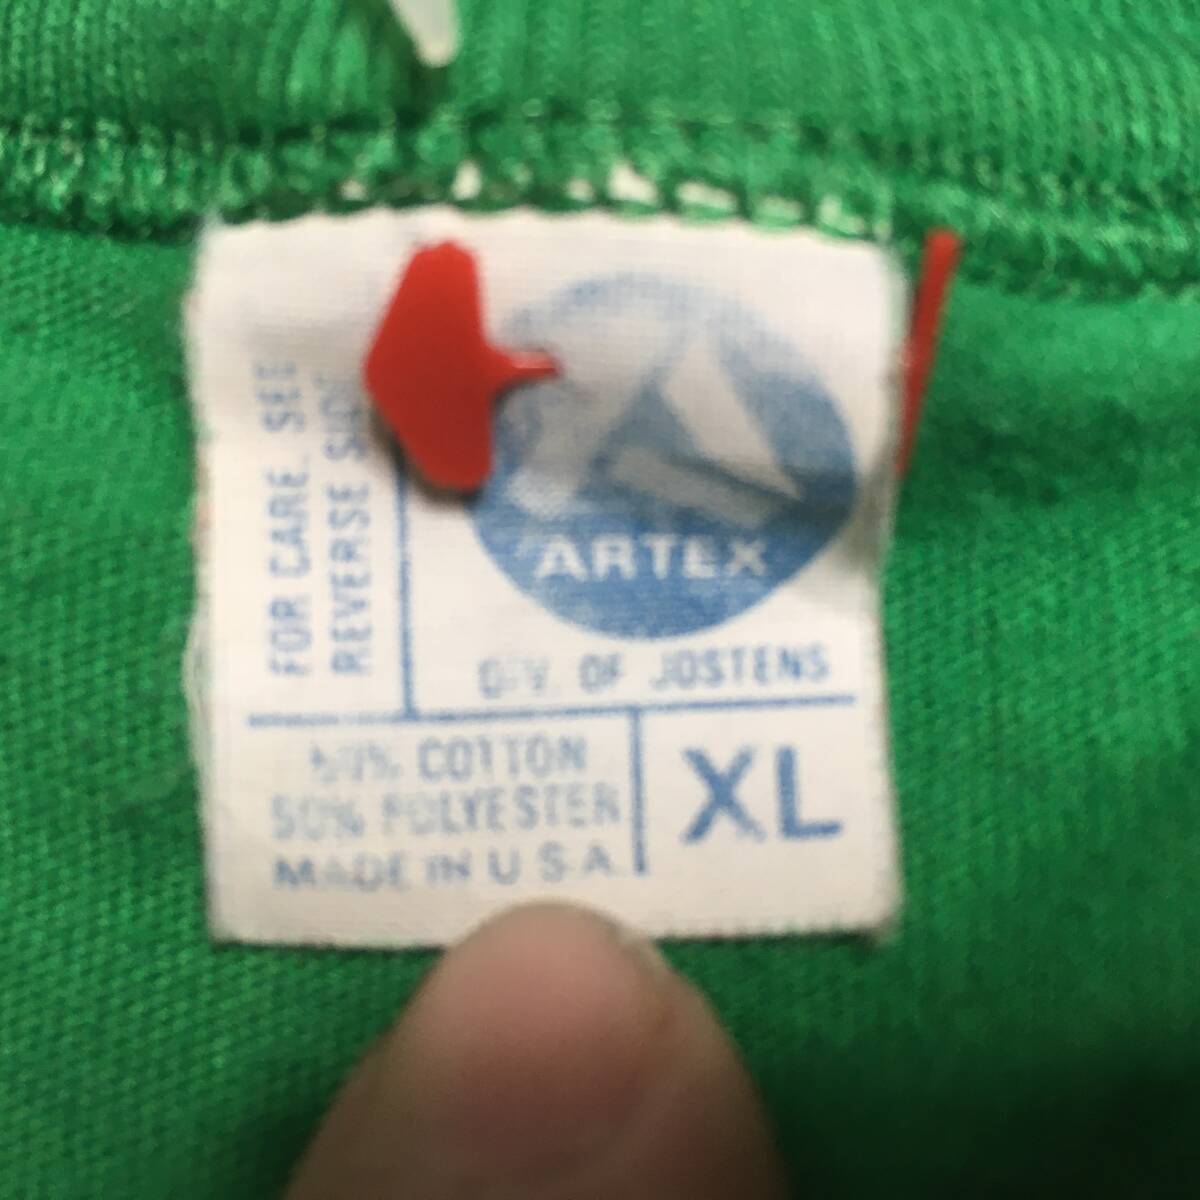 FOR CARE. SEE
REVERSE SIDE
ARTEX
DIV. OF JOSTENS
50% COTTON
50% POLYESTER
MADE IN U.S.A.
XL